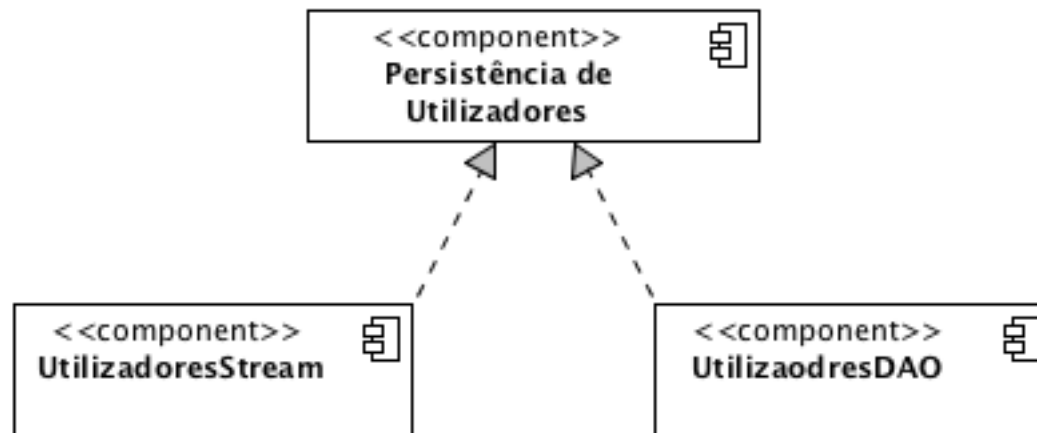 <<component>>
Persistência de
Utilizadores
<<component>>
UtilizadoresStream
<<component>>
UtilizaodresDAO